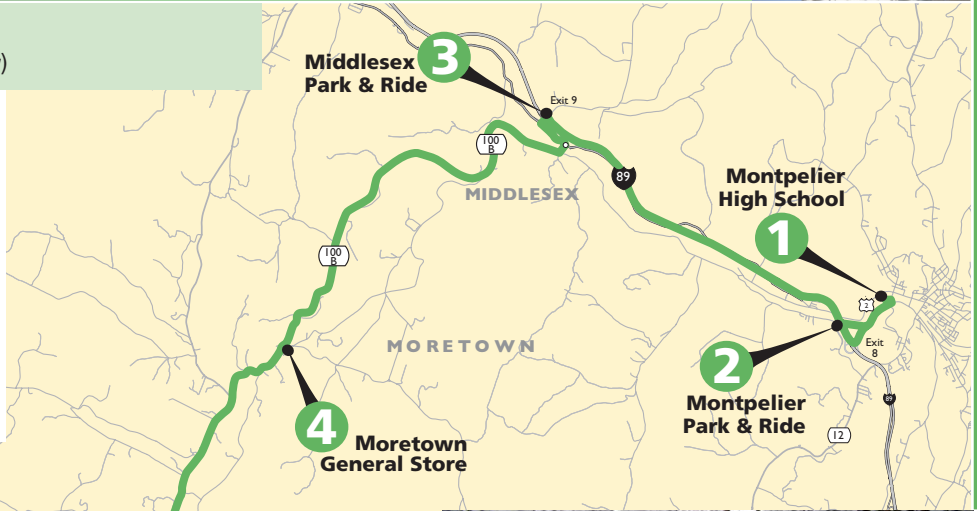 )
Middlesex
Park & Ride
3
Exit 9
100
B
MIDDLESEX
89
Montpelier
High School
1
100
B
2
Exit
8
MORETOWN
2
Montpelier
Park & Ride
89
12
4
Moretown
General Store